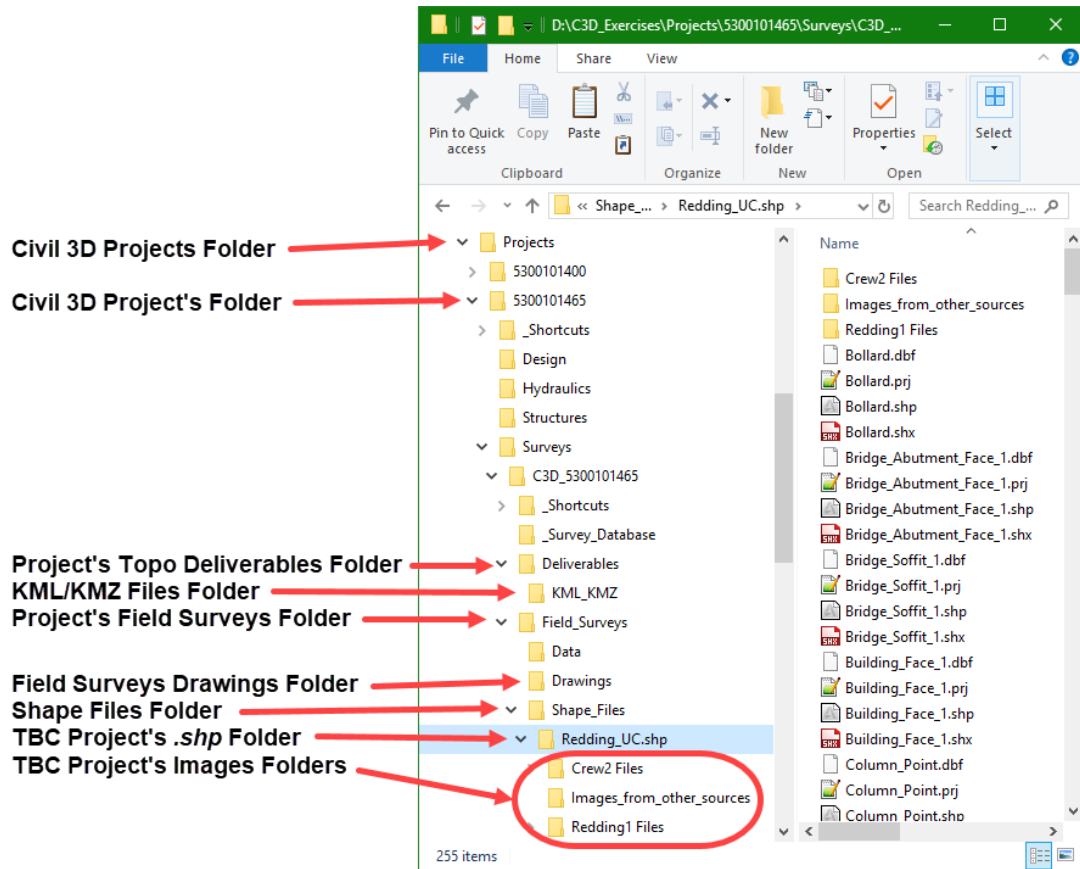 D:\C3D_Exercises\Projects\5300101465\Surveys\C3D_...
File Home Share View
Pin to Quick access
Copy
Paste
New folder
Properties
Select
Clipboard Organize New Open
« Shape_... › Redding_UC.shp ›
Search Redding_...
Civil 3D Projects Folder
Civil 3D Project's Folder
Project's Topo Deliverables Folder
KML/KMZ Files Folder
Project's Field Surveys Folder
Field Surveys Drawings Folder
Shape Files Folder
TBC Project's .shp Folder
TBC Project's Images Folders
Projects
5300101400
5300101465
_Shortcuts
Design
Hydraulics
Structures
Surveys
C3D_5300101465
_Shortcuts
_Survey_Database
Deliverables
KML_KMZ
Field_Surveys
Data
Drawings
Shape_Files
Redding_UC.shp
Crew2 Files
Images_from_other_sources
Redding1 Files
Name
Crew2 Files
Images_from_other_sources
Redding1 Files
Bollard.dbf
Bollard.prj
Bollard.shp
Bollard.shx
Bridge_Abutment_Face_1.dbf
Bridge_Abutment_Face_1.prj
Bridge_Abutment_Face_1.shp
Bridge_Abutment_Face_1.shx
Bridge_Soffit_1.dbf
Bridge_Soffit_1.prj
Bridge_Soffit_1.shp
Bridge_Soffit_1.shx
Building_Face_1.dbf
Building_Face_1.prj
Building_Face_1.shp
Building_Face_1.shx
Column_Point.dbf
Column_Point.prj
Column_Point.shp
255 items